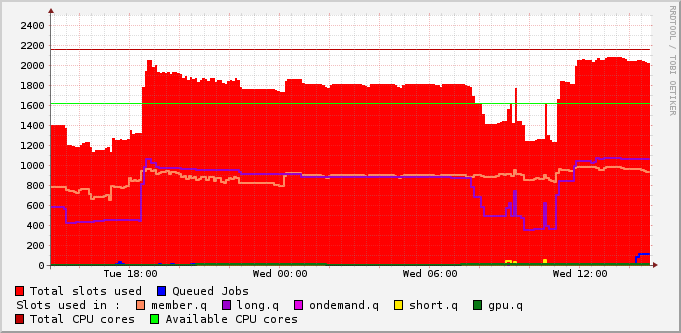 RRDTOOL / TOBI OETIKER
2400
2200
2000
1800
1600
1400
1200
1000
800
600
400
200
0
Tue 18:00 Wed 00:00 Wed 06:00 Wed 12:00
Total slots used Queued Jobs
Slots used in : member.q long.q ondemand.q short.q gpu.q
Total CPU cores Available CPU cores